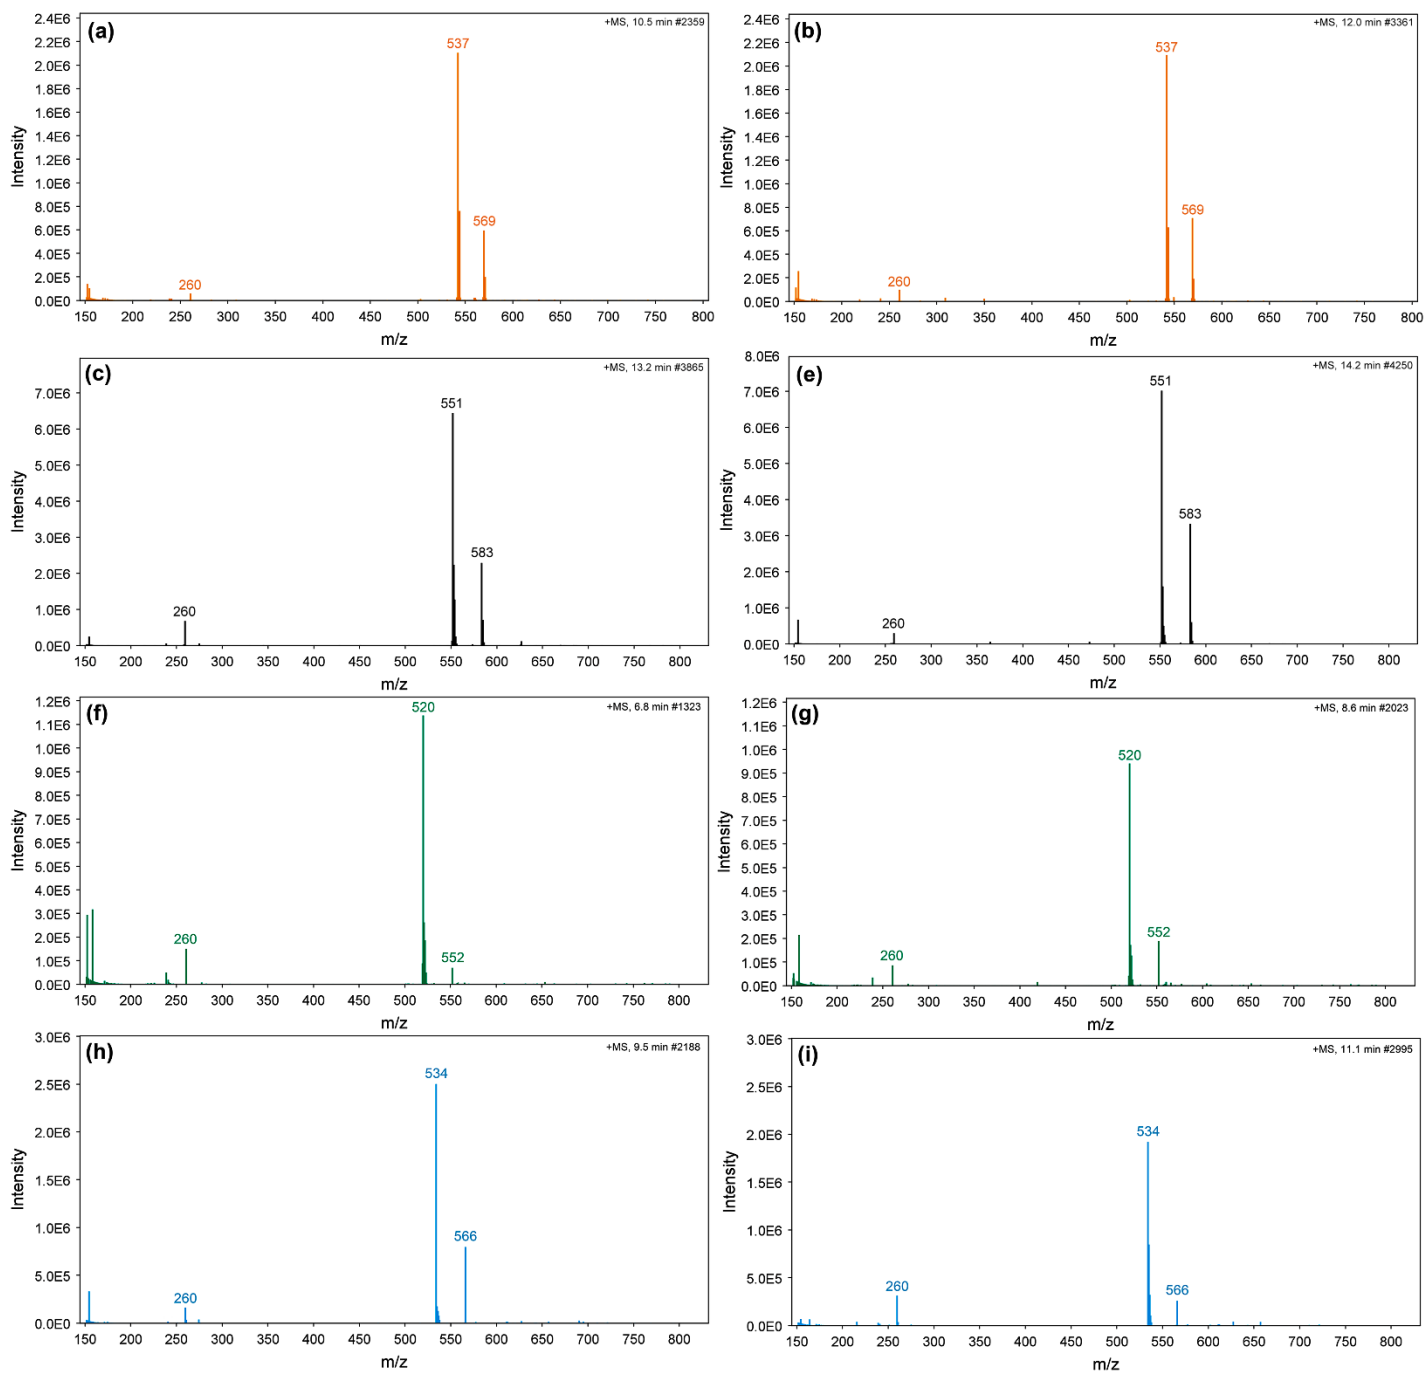 (a)
+MS, 10.5 min #2359
2.4E6
2.2E6
2.0E6
1.8E6
1.6E6
1.4E6
1.2E6
1.0E6
8.0E5
6.0E5
4.0E5
2.0E5
0.0E0
Intensity
537
569
260
150 200 250 300 350 400 450 500 550 600 650 700 750 800
m/z
(b)
+MS, 12.0 min #3361
2.4E6
2.2E6
2.0E6
1.8E6
1.6E6
1.4E6
1.2E6
1.0E6
8.0E5
6.0E5
4.0E5
2.0E5
0.0E0
Intensity
537
569
260
150 200 250 300 350 400 450 500 550 600 650 700 750 800
m/z
(c)
+MS, 13.2 min #3865
7.0E6
6.0E6
5.0E6
4.0E6
3.0E6
2.0E6
1.0E6
0.0E0
Intensity
551
583
260
150 200 250 300 350 400 450 500 550 600 650 700 750 800
m/z
(e)
+MS, 14.2 min #4250
8.0E6
7.0E6
6.0E6
5.0E6
4.0E6
3.0E6
2.0E6
1.0E6
0.0E0
Intensity
551
583
260
150 200 250 300 350 400 450 500 550 600 650 700 750 800
m/z
(f)
+MS, 6.8 min #1323
1.2E6
1.1E6
1.0E6
9.0E5
8.0E5
7.0E5
6.0E5
5.0E5
4.0E5
3.0E5
2.0E5
1.0E5
0.0E0
Intensity
520
260
552
150 200 250 300 350 400 450 500 550 600 650 700 750 800
m/z
(g)
+MS, 8.6 min #2023
1.2E6
1.1E6
1.0E6
9.0E5
8.0E5
7.0E5
6.0E5
5.0E5
4.0E5
3.0E5
2.0E5
1.0E5
0.0E0
Intensity
520
552
260
150 200 250 300 350 400 450 500 550 600 650 700 750 800
m/z
(h)
+MS, 9.5 min #2188
3.0E6
2.5E6
2.0E6
1.5E6
1.0E6
5.0E5
0.0E0
Intensity
534
566
260
150 200 250 300 350 400 450 500 550 600 650 700 750 800
m/z
(i)
+MS, 11.1 min #2995
3.0E6
2.5E6
2.0E6
1.5E6
1.0E6
5.0E5
0.0E0
Intensity
534
260
566
150 200 250 300 350 400 450 500 550 600 650 700 750 800
m/z